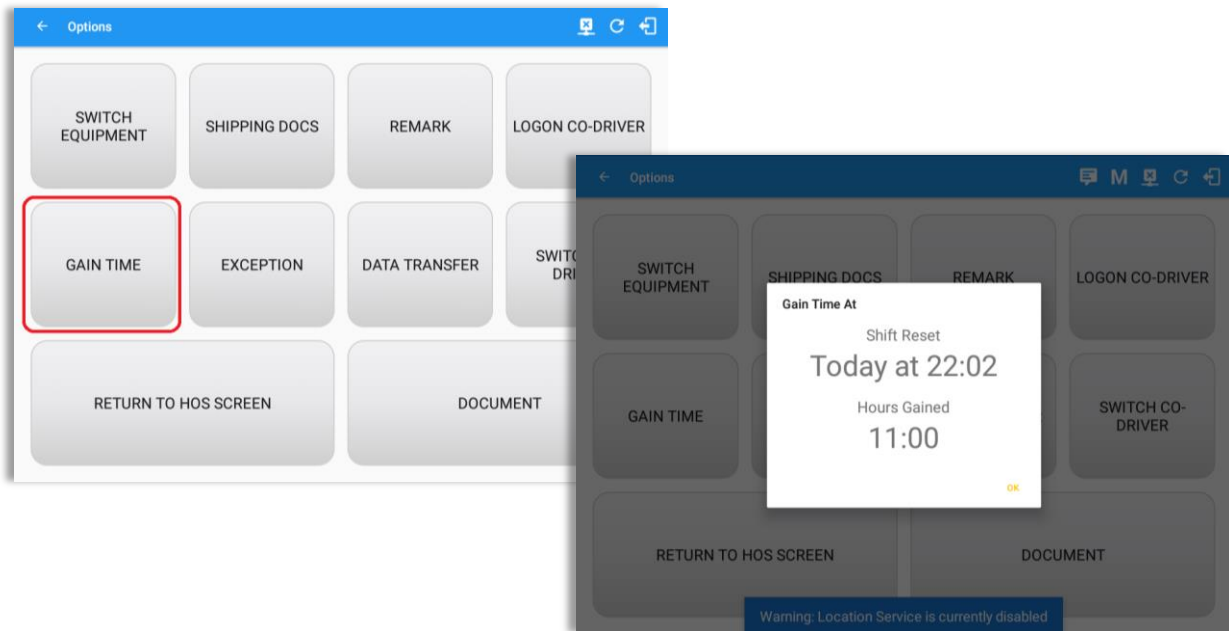 Options
SWITCH
EQUIPMENT
SHIPPING DOCS
REMARK
LOGON CO-DRIVER
GAIN TIME
EXCEPTION
DATA TRANSFER
RETURN TO HOS SCREEN
DOCUMENT
Options
M
SWITCH
EQUIPMENT
SHIPPING DOCS
REMARK
LOGON CO-DRIVER
GAIN TIME
SWITCH CO-
DRIVER
Gain Time At
Shift Reset
Today at 22:02
Hours Gained
11:00
OK
RETURN TO HOS SCREEN
DOCUMENT
Warning: Location Service is currently disabled